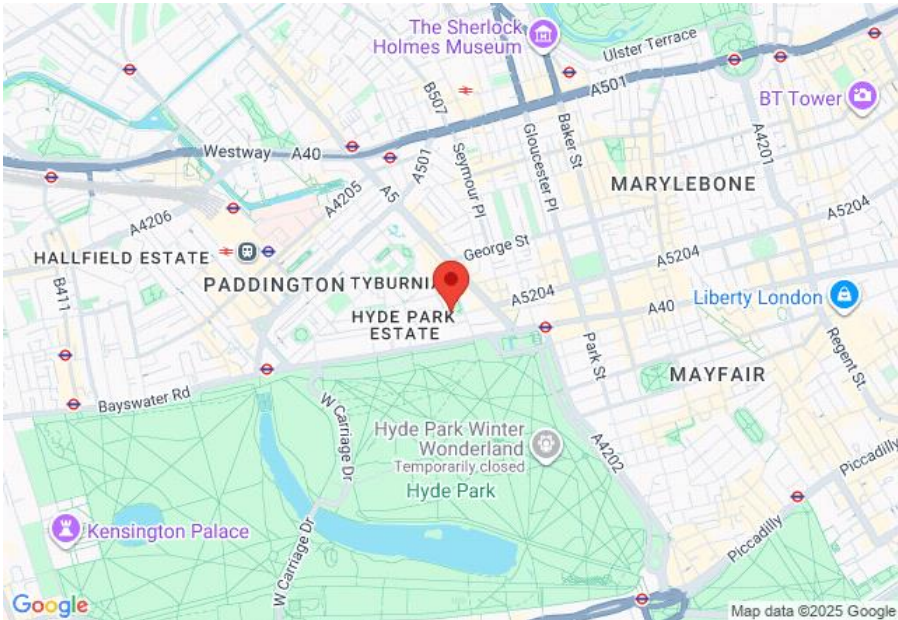 The Sherlock
Holmes Museum
Ulster Terrace
B507
A501
BT Tower
Westway
A40
A501
Seymour Pl
Gloucester Pl
Baker St
A4201
A4205
A5
MARYLEBONE
A4206
George St
A5204
HALLFIELD ESTATE
A5204
B411
PADDINGTON
TYBURNI
A40
Liberty London
HYDE PARK
ESTATE
Park St
Regent St
MAYFAIR
Bayswater Rd
W Carriage Dr
Hyde Park Winter
Wonderland
Temporarily closed
A4202
Piccadilly
Hyde Park
Kensington Palace
W Carriage Dr
Piccadilly
Google
Map data ©2025 Google